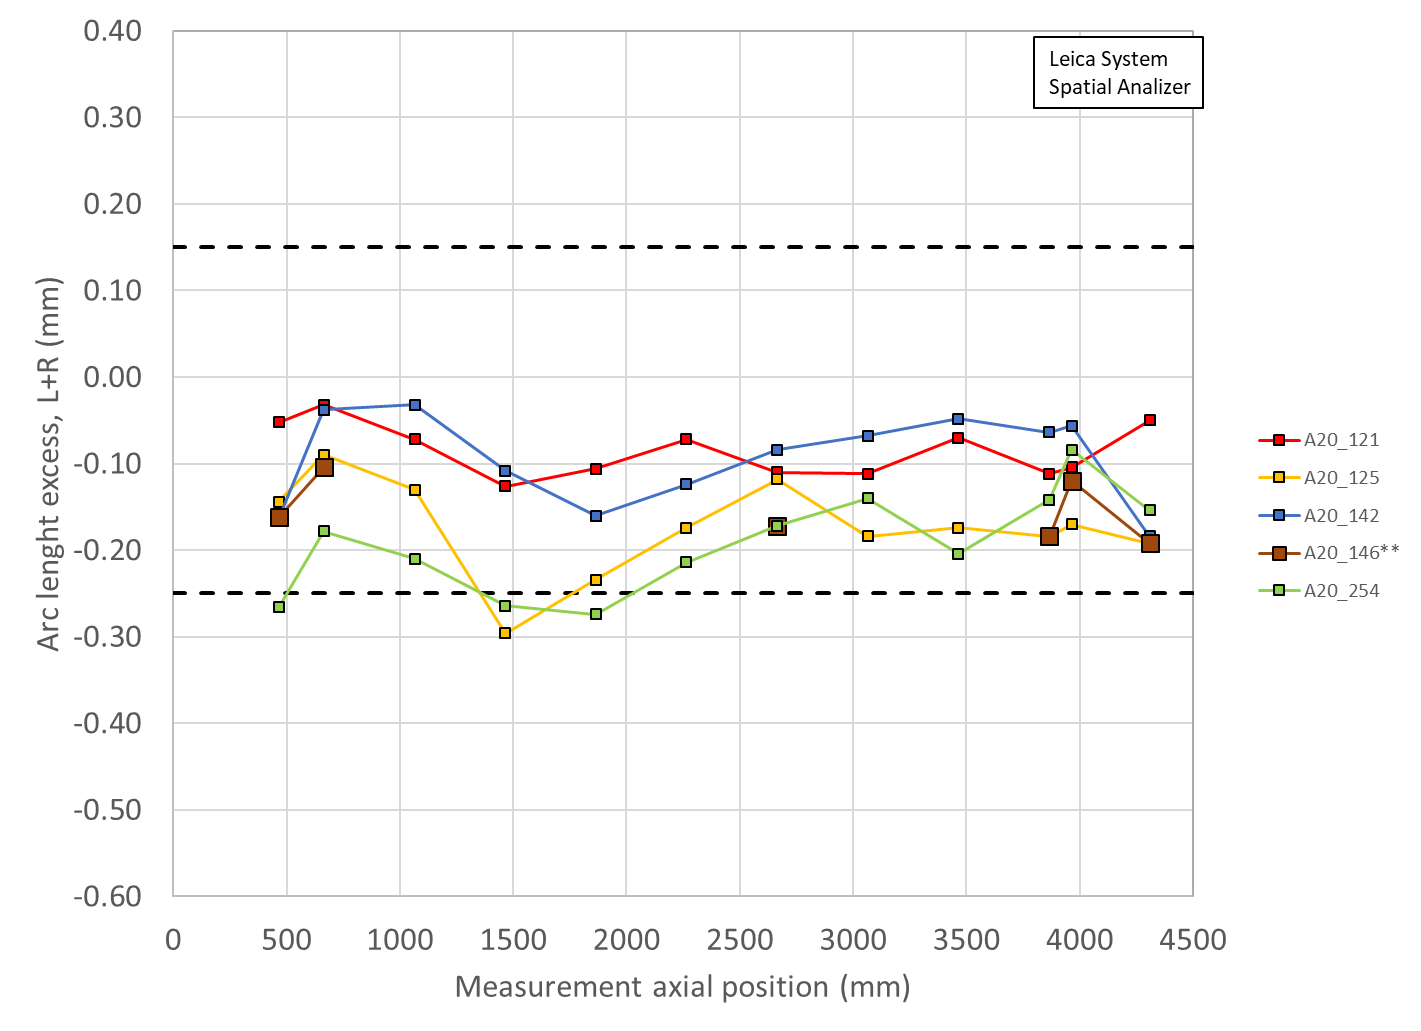 0.40
0.30
0.20
0.10
0.00
-0.10
-0.20
-0.30
-0.40
-0.50
-0.60
Arc lenght excess, L+R (mm)
Leica System
Spatial Analizer
A20_121
A20_125
A20_142
A20_146**
A20_254
0 500 1000 1500 2000 2500 3000 3500 4000 4500
Measurement axial position (mm)